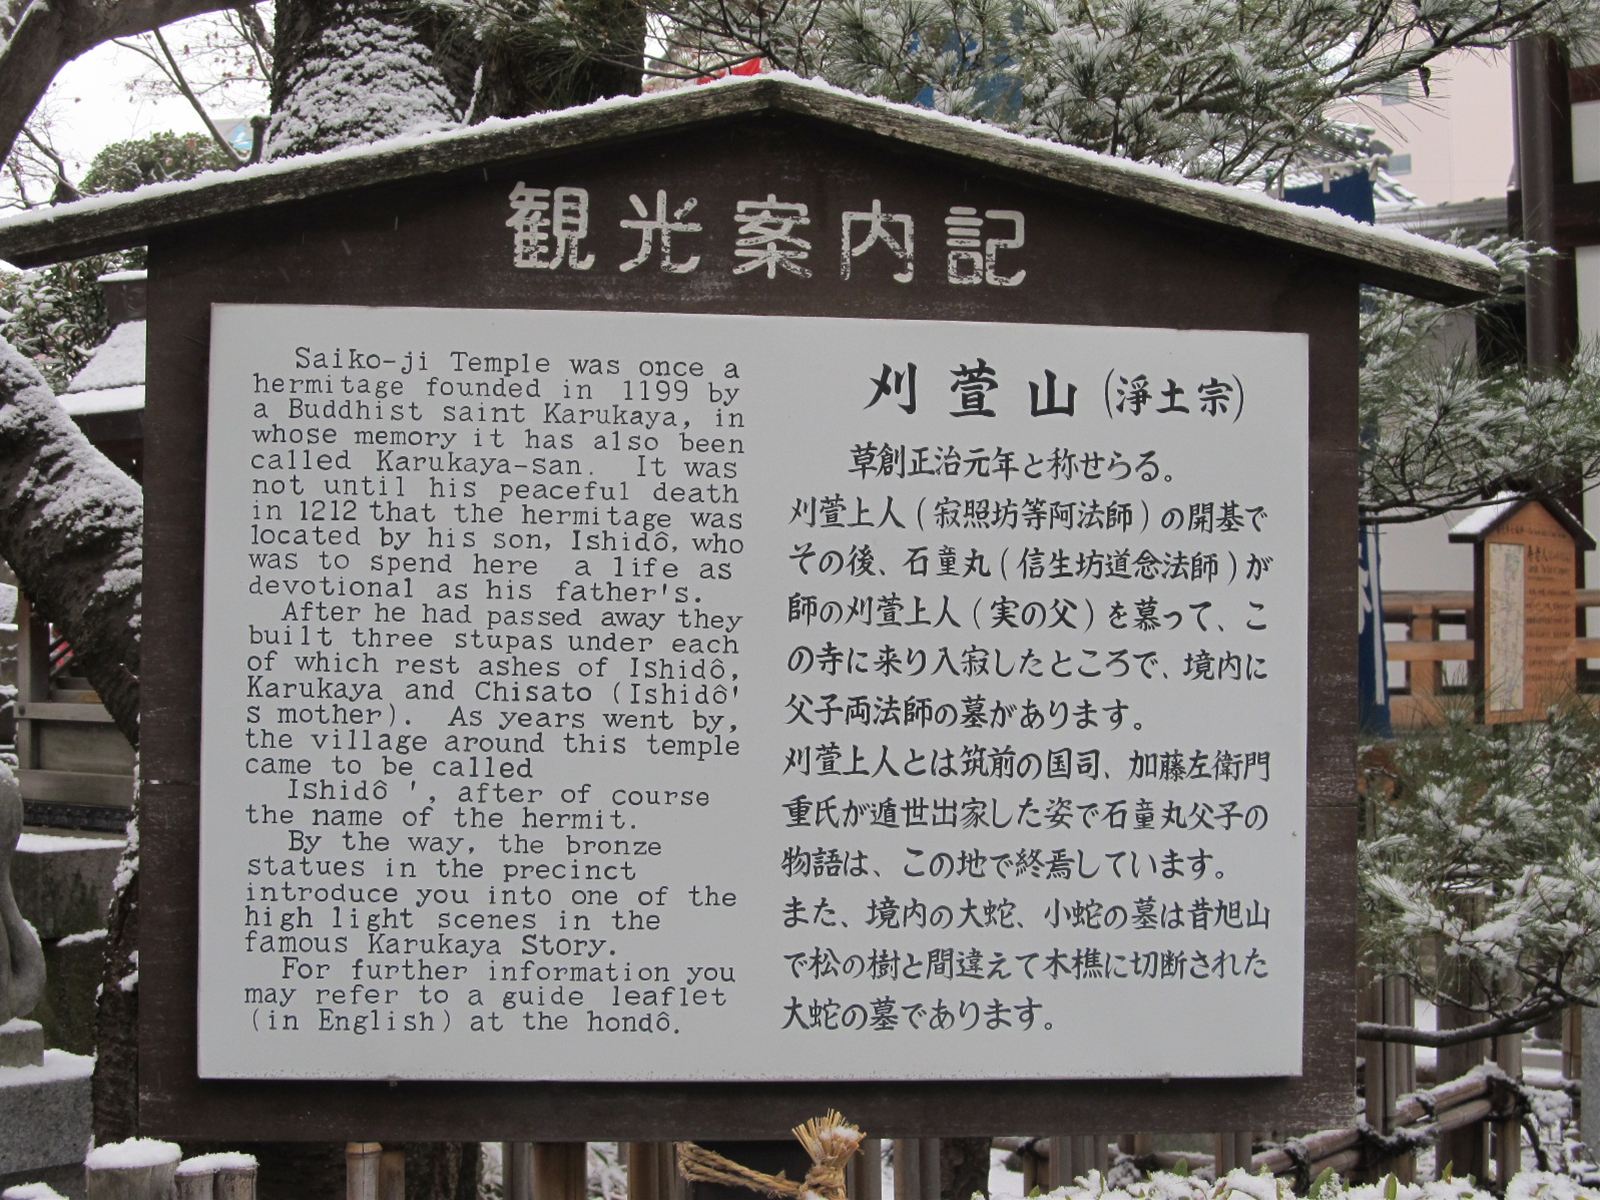 観光案内記
Saiko-ji Temple was once a
hermitage founded in 1199 by
a Buddhist saint Karukaya, in
whose memory it has also been
called Karukaya-san. It was
not until his peaceful death
in 1212 that the hermitage was
located by his son, Ishidô, who
was to spend here a life as
devotional as his father's.
After he had passed away they
built three stupas under each
of which rest ashes of Ishidô,
Karukaya and Chisato (Ishidô'
s mother). As years went by,
the village around this temple
came to be called
Ishidô ', after of course
the name of the hermit.
By the way, the bronze
statues in the precinct
introduce you into one of the
high light scenes in the
famous Karukaya Story.
For further information you
may refer to a guide leaflet
(in English) at the hondô.
刈萱山(淨土宗)
草創正治元年と称せらる。
刈萱上人(寂照坊等阿法師)の開基で
その後、石童丸(信生坊道念法師)が
師の刈萱上人(実の父)を慕って、こ
の寺に来り入寂したところで、境内に
父子両法師の墓があります。
刈萱上人とは筑前の国司、加藤左衛門
重氏が遁世出家した姿で石童丸父子の
物語は、この地で終焉しています。
また、境内の大蛇、小蛇の墓は昔旭山
で松の樹と間違えて木樵に切断された
大蛇の墓であります。